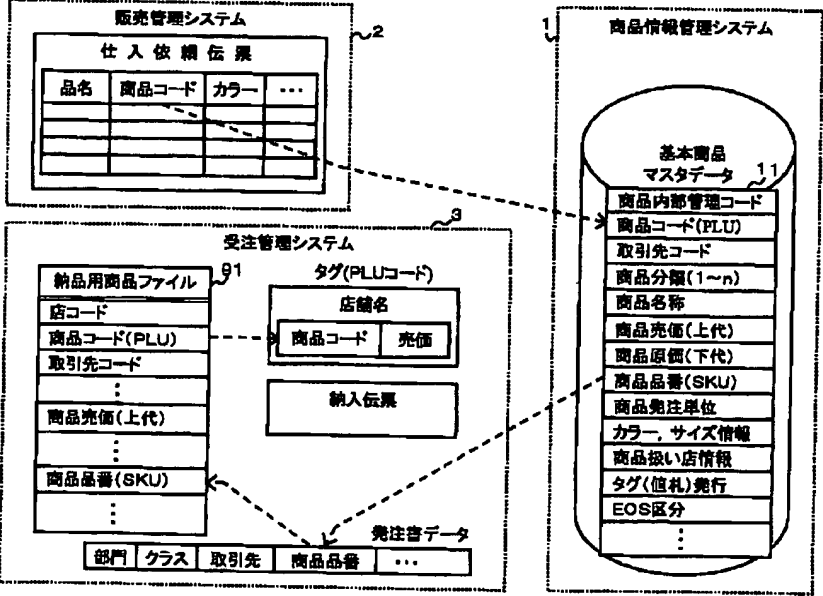 販売管理システム
2
仕入依頼伝票
品名 商品コード カラー …
1
商品情報管理システム
基本商品
マスタデータ
11
商品内部管理コード
商品コード(PLU)
取引先コード
商品分類(1〜n)
商品名称
商品売価(上代)
商品原価(下代)
商品品番(SKU)
商品発注単位
カラー,サイズ情報
商品扱い店情報
タグ(値札)発行
EOS区分
⋮
3
受注管理システム
91
納品用商品ファイル
店コード
商品コード(PLU)
取引先コード
⋮
商品売価(上代)
⋮
商品品番(SKU)
⋮
タグ(PLUコード)
店舗名
商品コード 売価
納入伝票
発注書データ
部門 クラス 取引先 商品品番 …